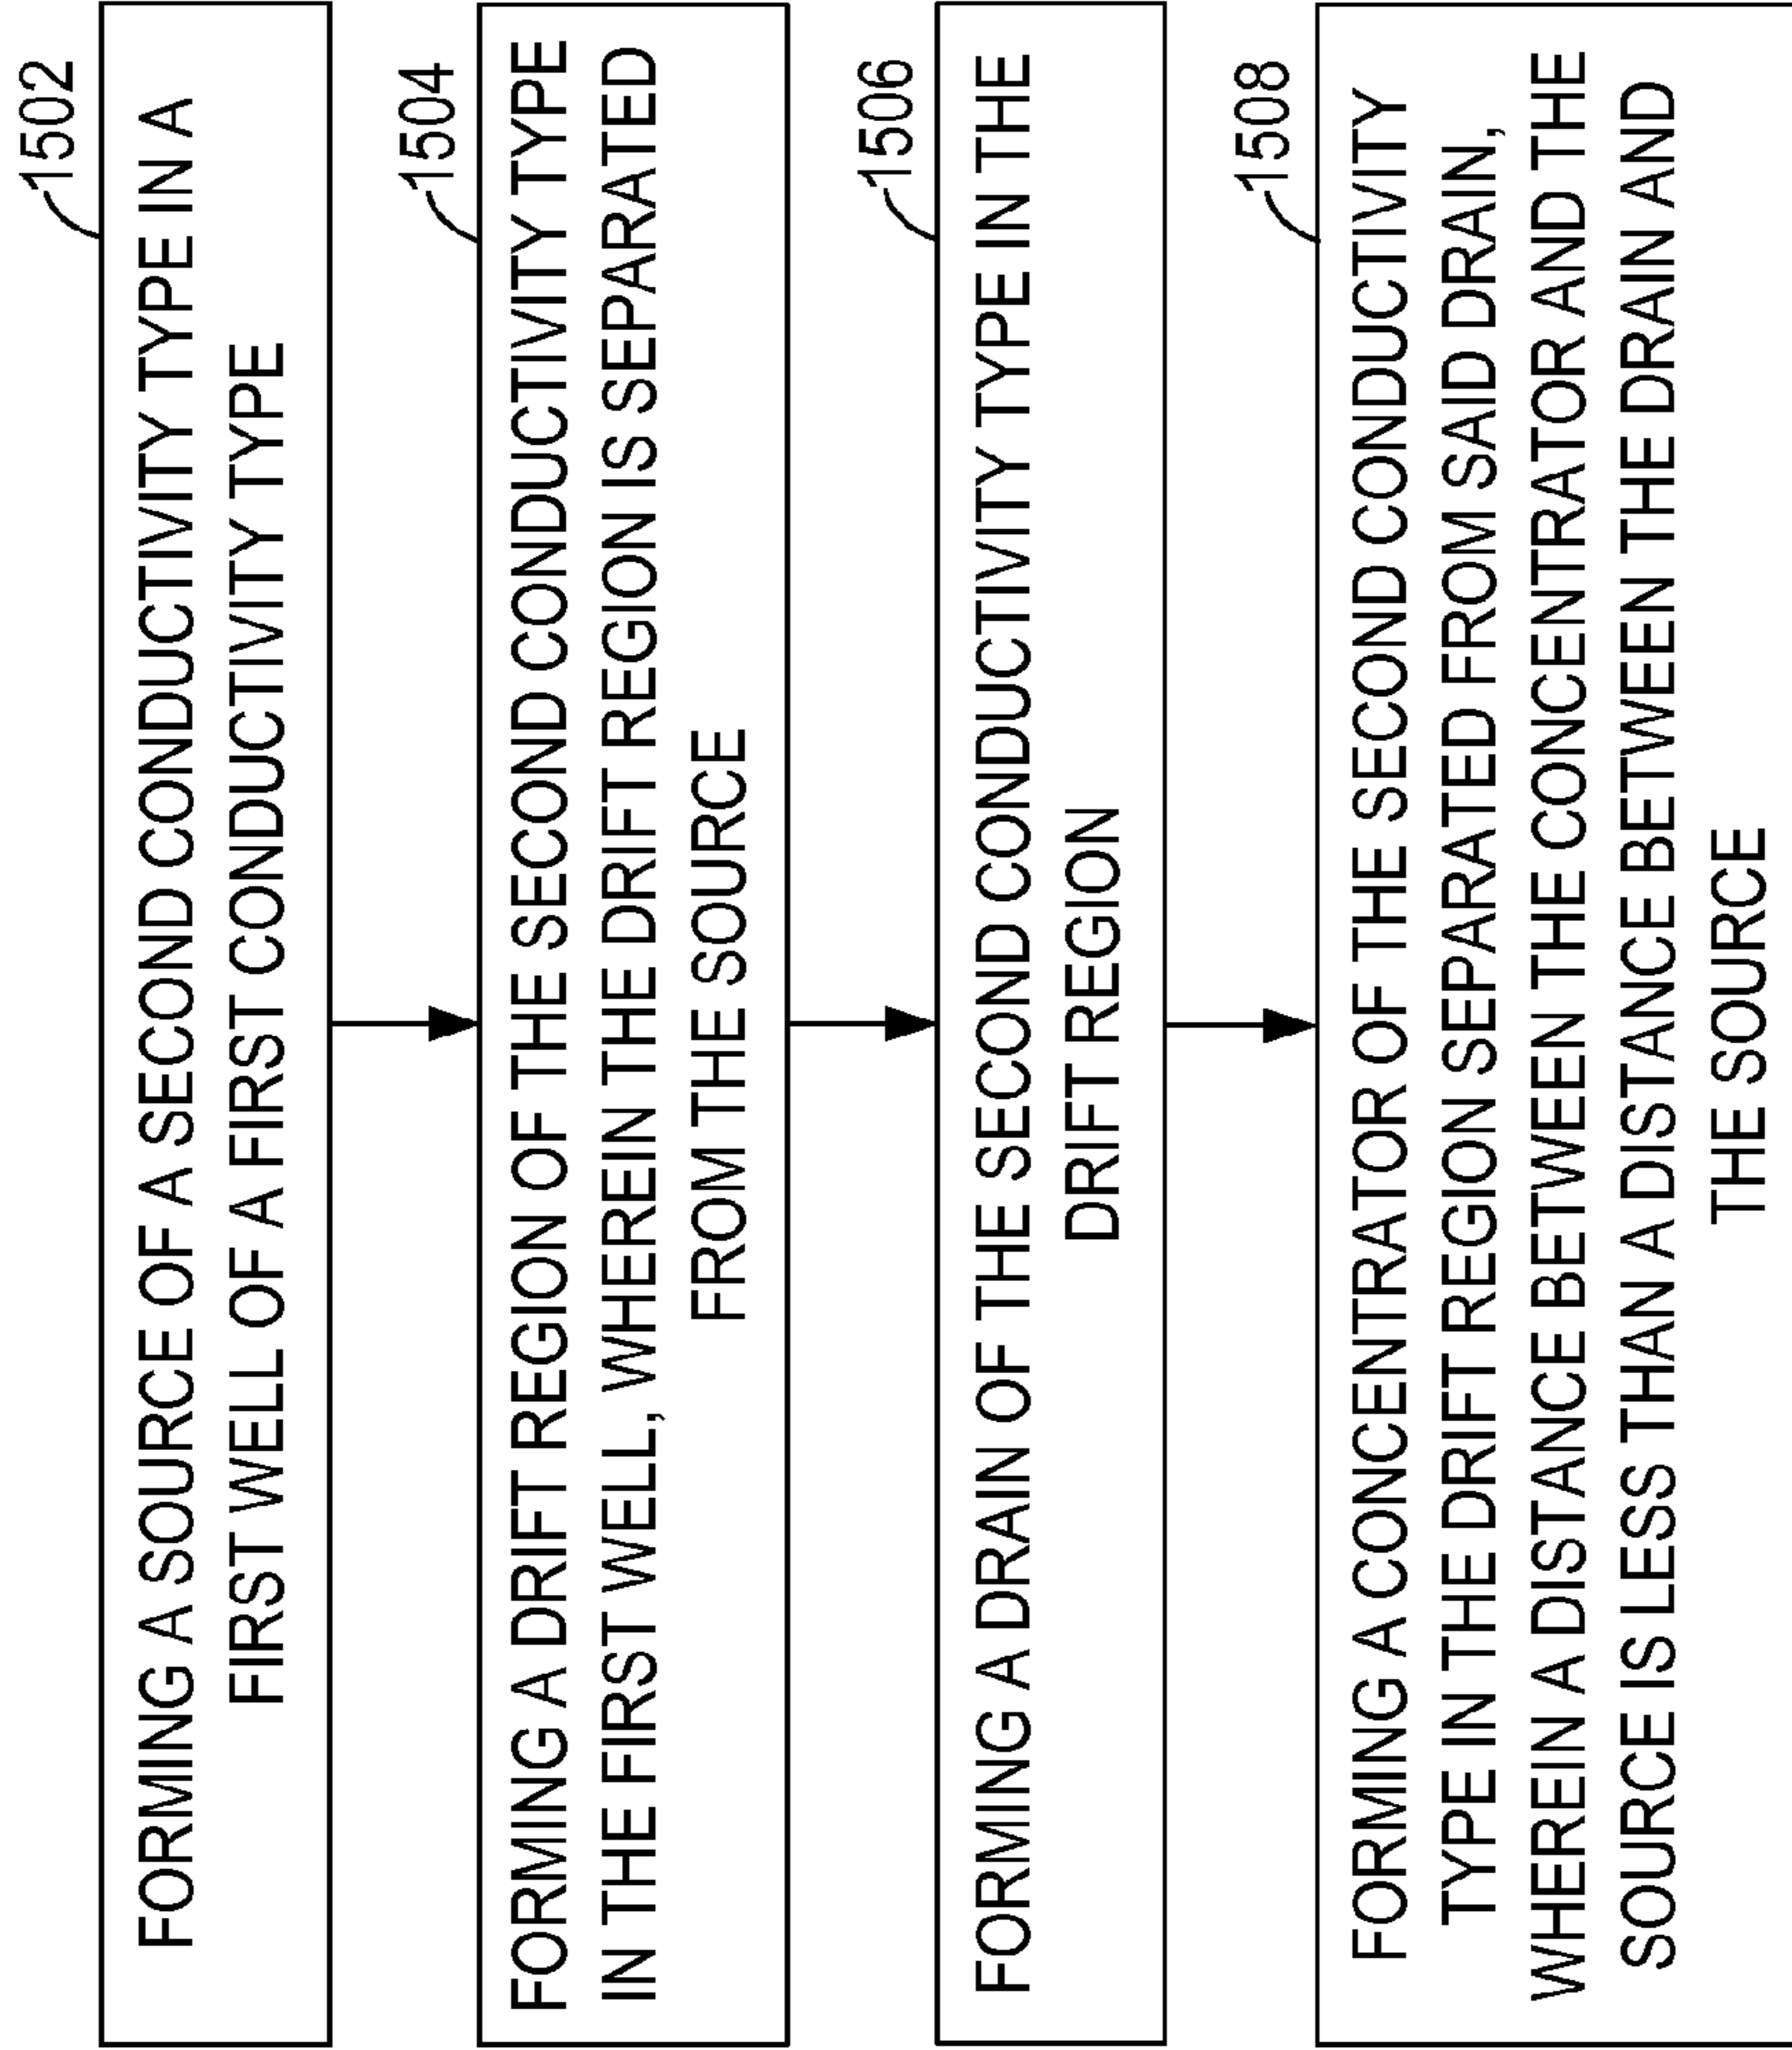 1502
FORMING A SOURCE OF A SECOND CONDUCTIVITY TYPE IN A
FIRST WELL OF A FIRST CONDUCTIVITY TYPE
1504
FORMING A DRIFT REGION OF THE SECOND CONDUCTIVITY TYPE
IN THE FIRST WELL, WHEREIN THE DRIFT REGION IS SEPARATED
FROM THE SOURCE
1506
FORMING A DRAIN OF THE SECOND CONDUCTIVITY TYPE IN THE
DRIFT REGION
1508
FORMING A CONCENTRATOR OF THE SECOND CONDUCTIVITY
TYPE IN THE DRIFT REGION SEPARATED FROM SAID DRAIN,
WHEREIN A DISTANCE BETWEEN THE CONCENTRATOR AND THE
SOURCE IS LESS THAN A DISTANCE BETWEEN THE DRAIN AND
THE SOURCE